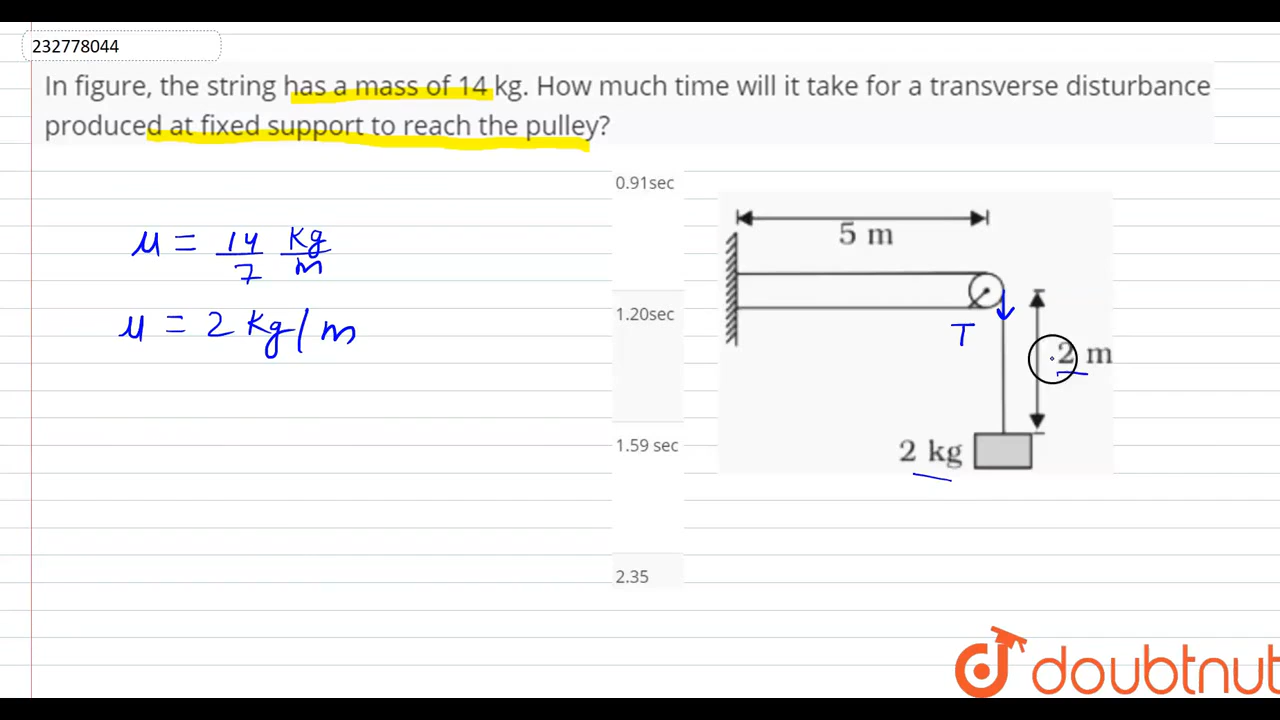 232778044
In figure, the string has a mass of 14 kg. How much time will it take for a transverse disturbance
produced at fixed support to reach the pulley?
μ = 14/7 kg/m
μ = 2 kg/m
0.91sec
1.20sec
1.59 sec
2.35
5 m
T
2 m
2 kg
doubtnut